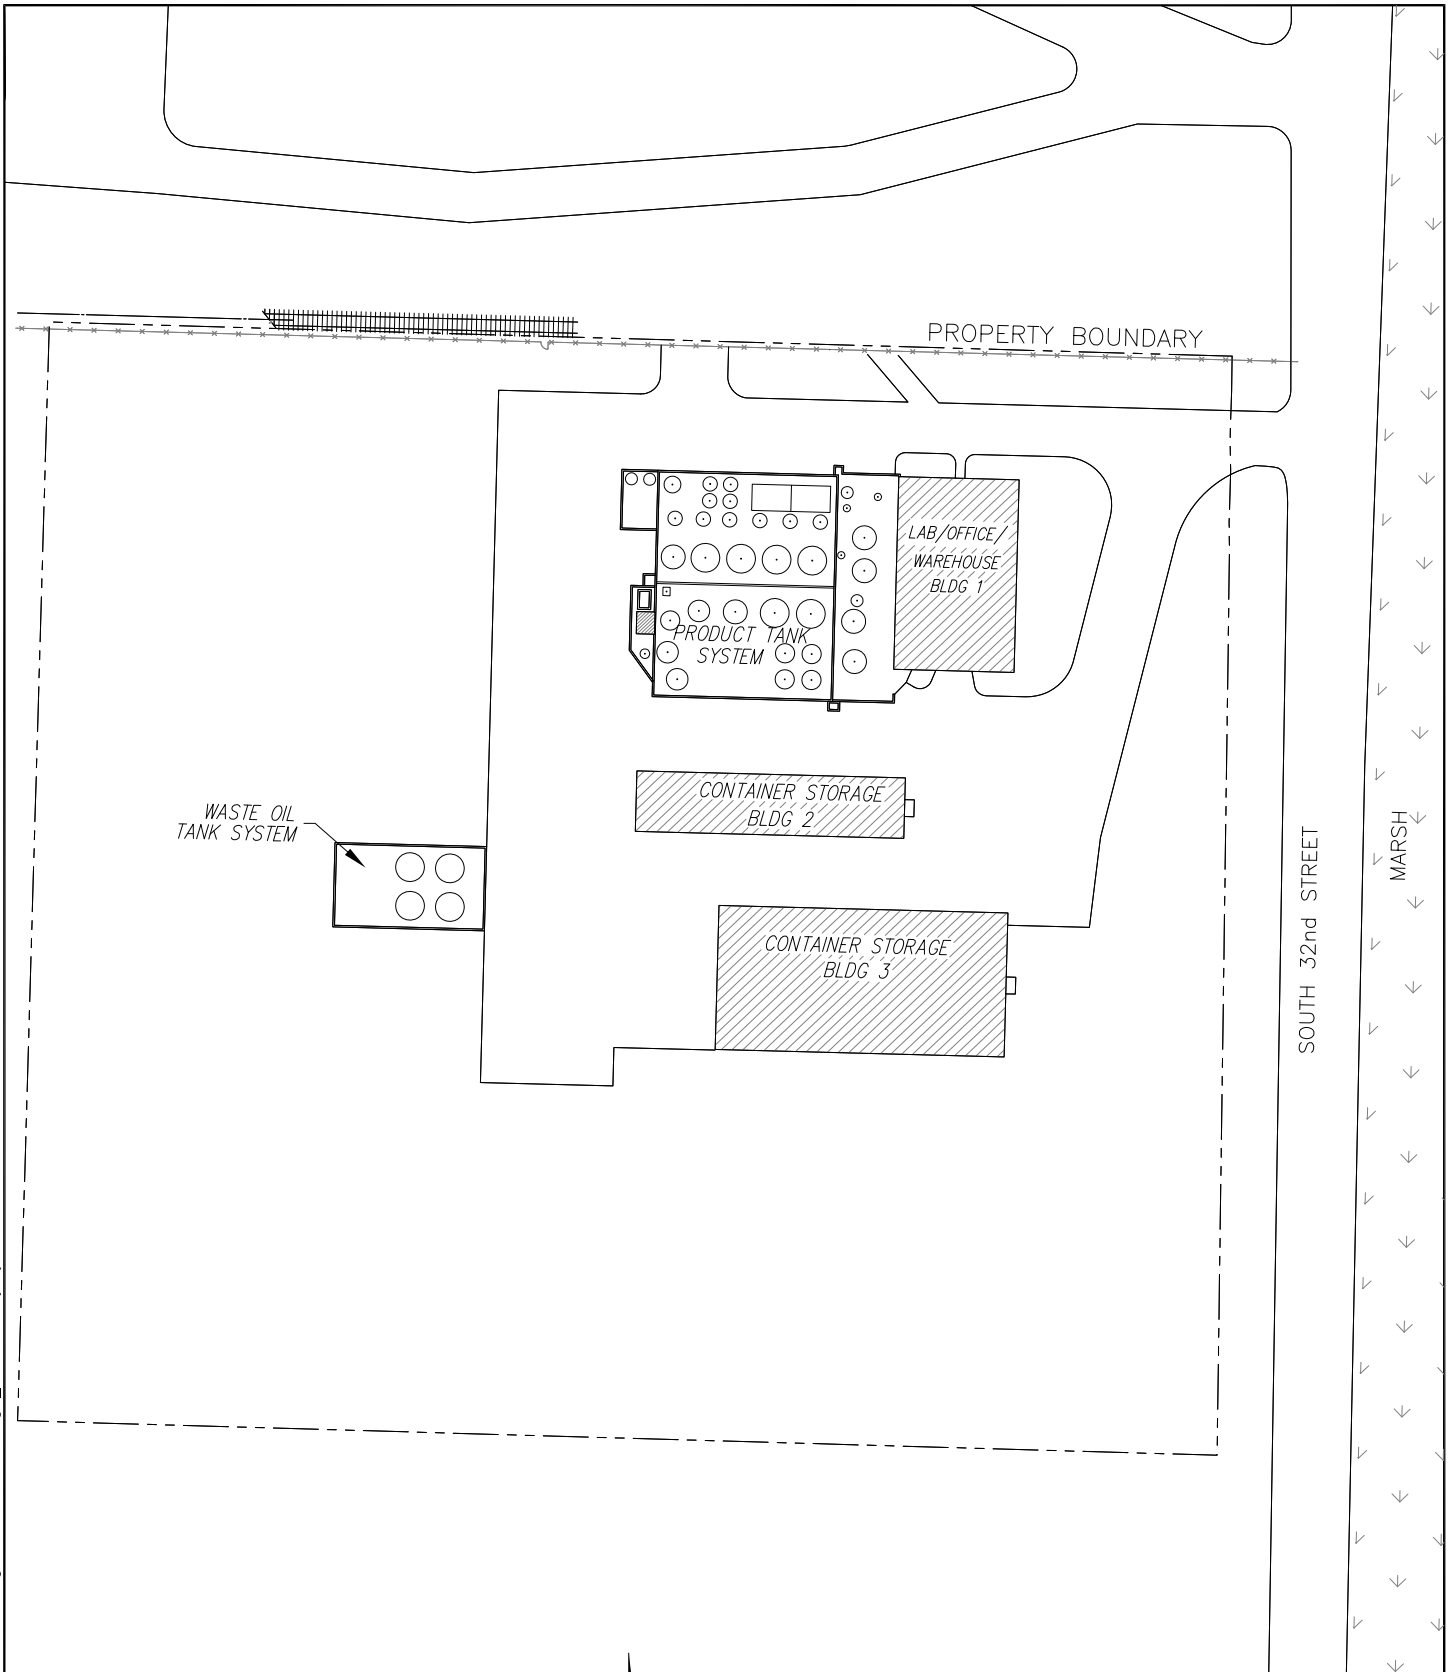 PROPERTY BOUNDARY
LAB/OFFICE/
WAREHOUSE
BLDG 1
PRODUCT TANK
SYSTEM
CONTAINER STORAGE
BLDG 2
WASTE OIL
TANK SYSTEM
CONTAINER STORAGE
BLDG 3
SOUTH 32nd STREET
MARSH